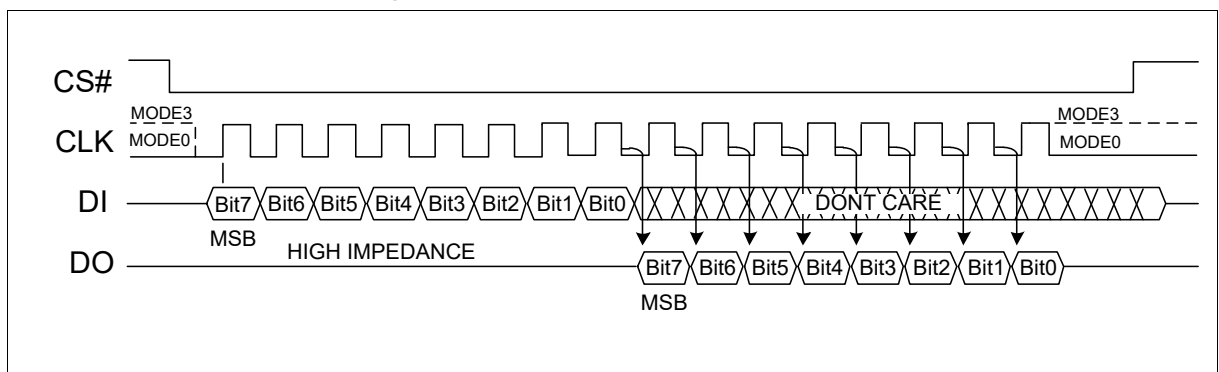 CS#
MODE3 MODE3
CLK MODE0 MODE0
DI Bit7 Bit6 Bit5 Bit4 Bit3 Bit2 Bit1 Bit0 DONT CARE
MSB
DO HIGH IMPEDANCE Bit7 Bit6 Bit5 Bit4 Bit3 Bit2 Bit1 Bit0
MSB